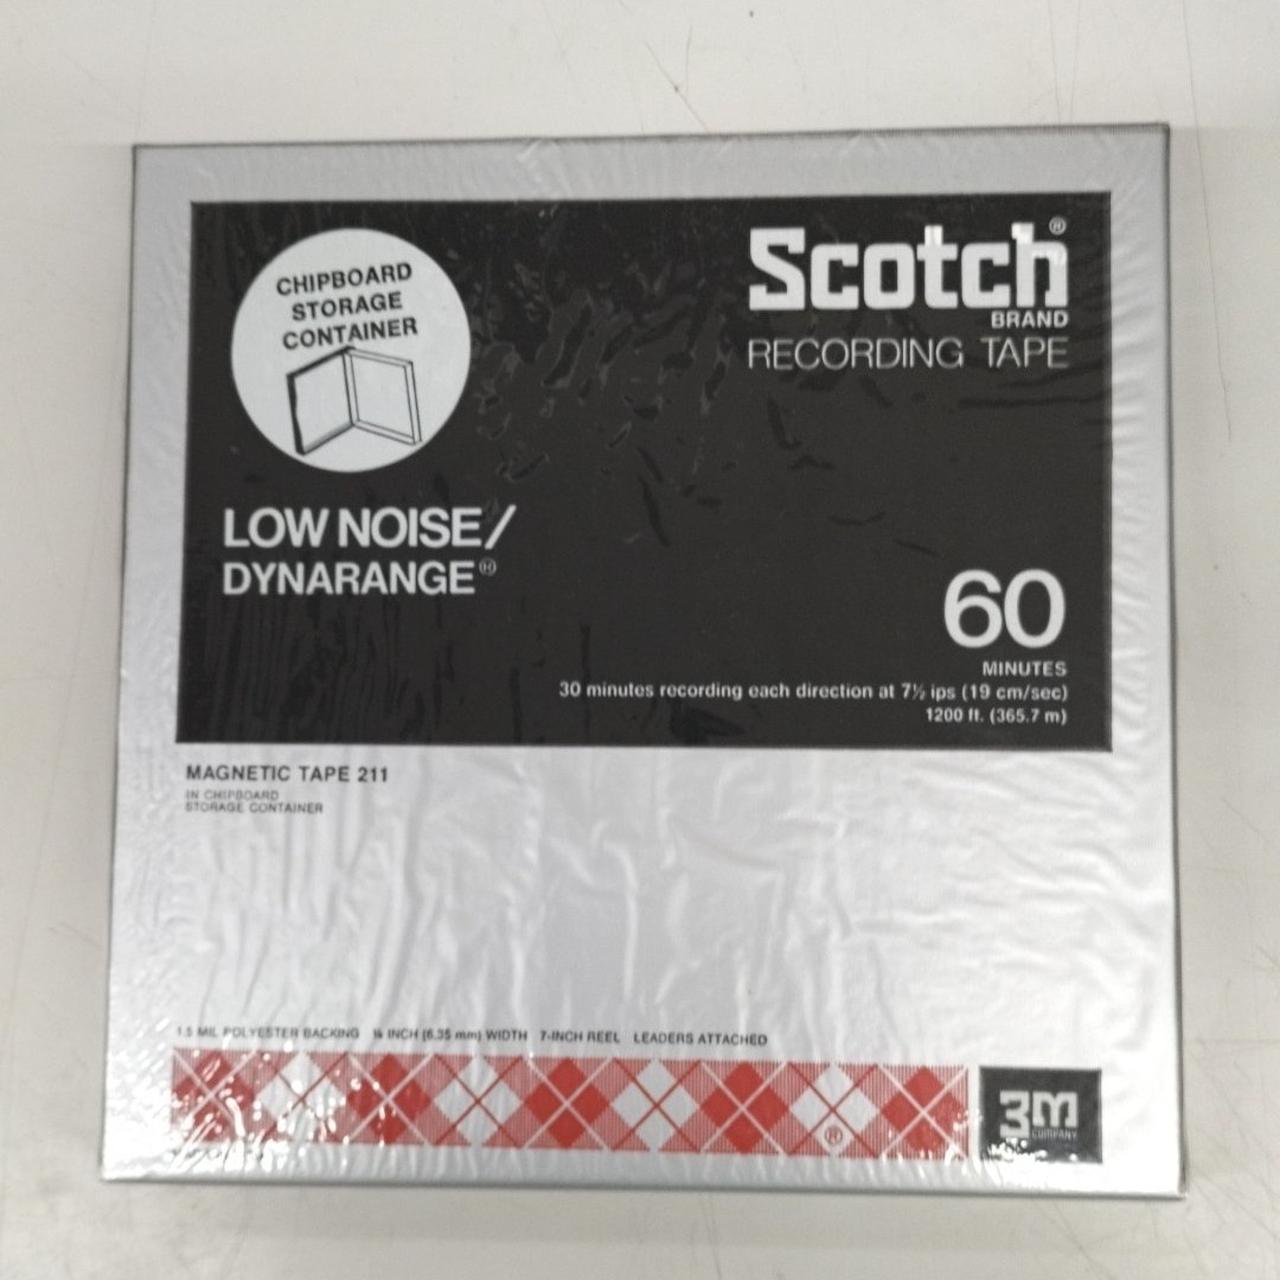 CHIPBOARD
STORAGE
CONTAINER
Scotch®
BRAND
RECORDING TAPE
LOW NOISE/
DYNARANGE®
60
MINUTES
30 minutes recording each direction at 7½ ips (19 cm/sec)
1200 ft. (365.7 m)
MAGNETIC TAPE 211
IN CHIPBOARD
STORAGE CONTAINER
1.5 MIL POLYESTER BACKING ¼ INCH (6.35 mm) WIDTH 7-INCH REEL LEADERS ATTACHED
®
3M
COMPANY